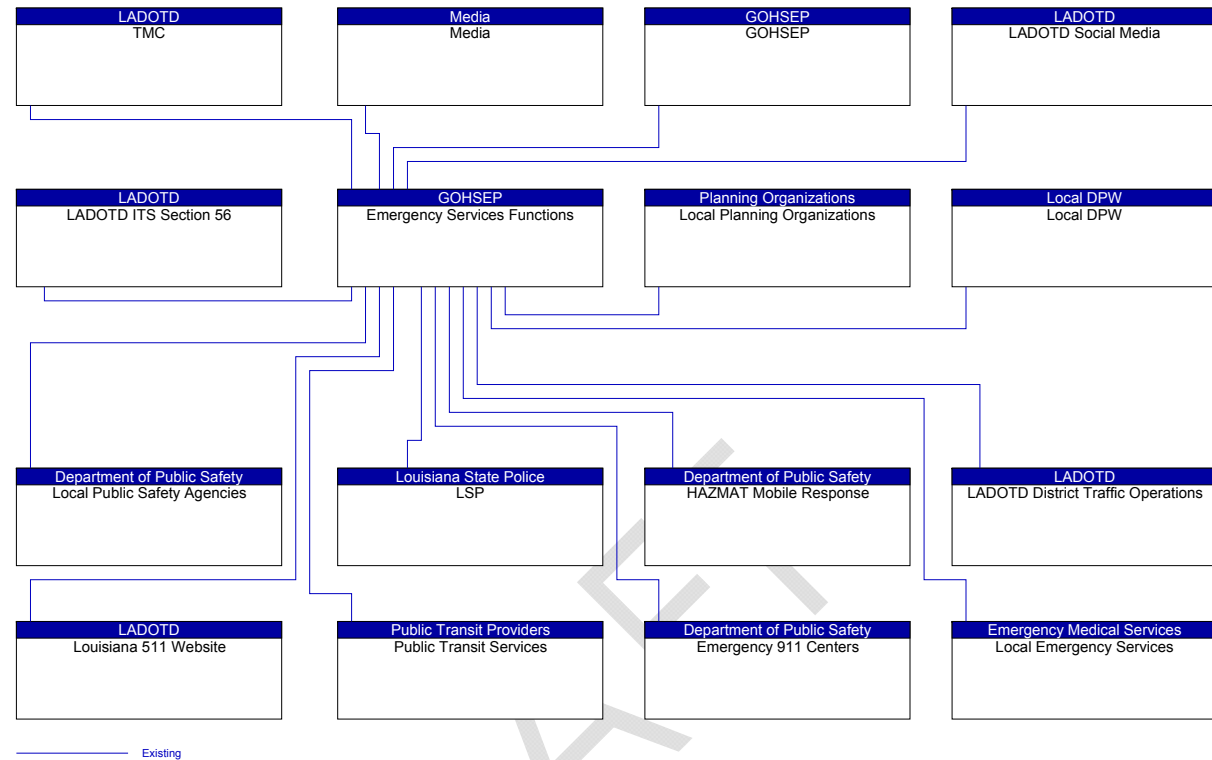 LADOTD
TMC
Media
Media
GOHSEP
GOHSEP
LADOTD
LADOTD Social Media
LADOTD
LADOTD ITS Section 56
GOHSEP
Emergency Services Functions
Planning Organizations
Local Planning Organizations
Local DPW
Local DPW
Department of Public Safety
Local Public Safety Agencies
Louisiana State Police
LSP
Department of Public Safety
HAZMAT Mobile Response
LADOTD
LADOTD District Traffic Operations
LADOTD
Louisiana 511 Website
Public Transit Providers
Public Transit Services
Department of Public Safety
Emergency 911 Centers
Emergency Medical Services
Local Emergency Services
Existing